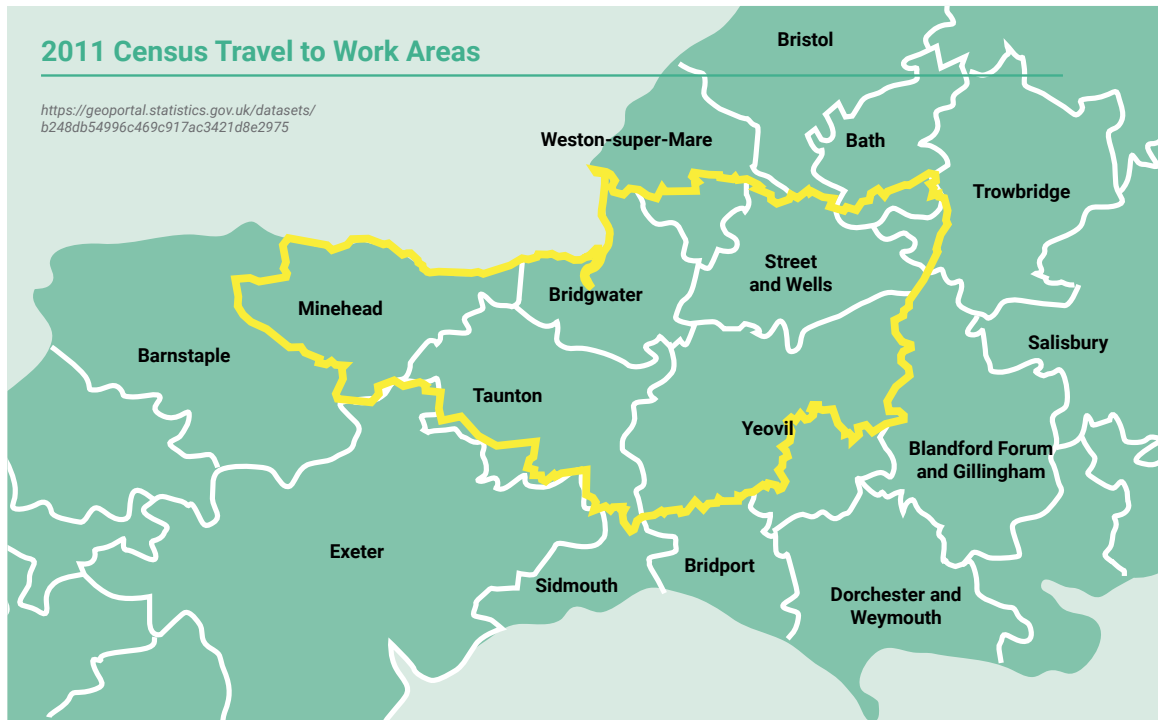 2011 Census Travel to Work Areas
https://geoportal.statistics.gov.uk/datasets/
b248db54996c469c917ac3421d8e2975
Bristol
Weston-super-Mare
Bath
Trowbridge
Street
and Wells
Bridgwater
Minehead
Salisbury
Barnstaple
Taunton
Yeovil
Blandford Forum
and Gillingham
Exeter
Bridport
Sidmouth
Dorchester and
Weymouth